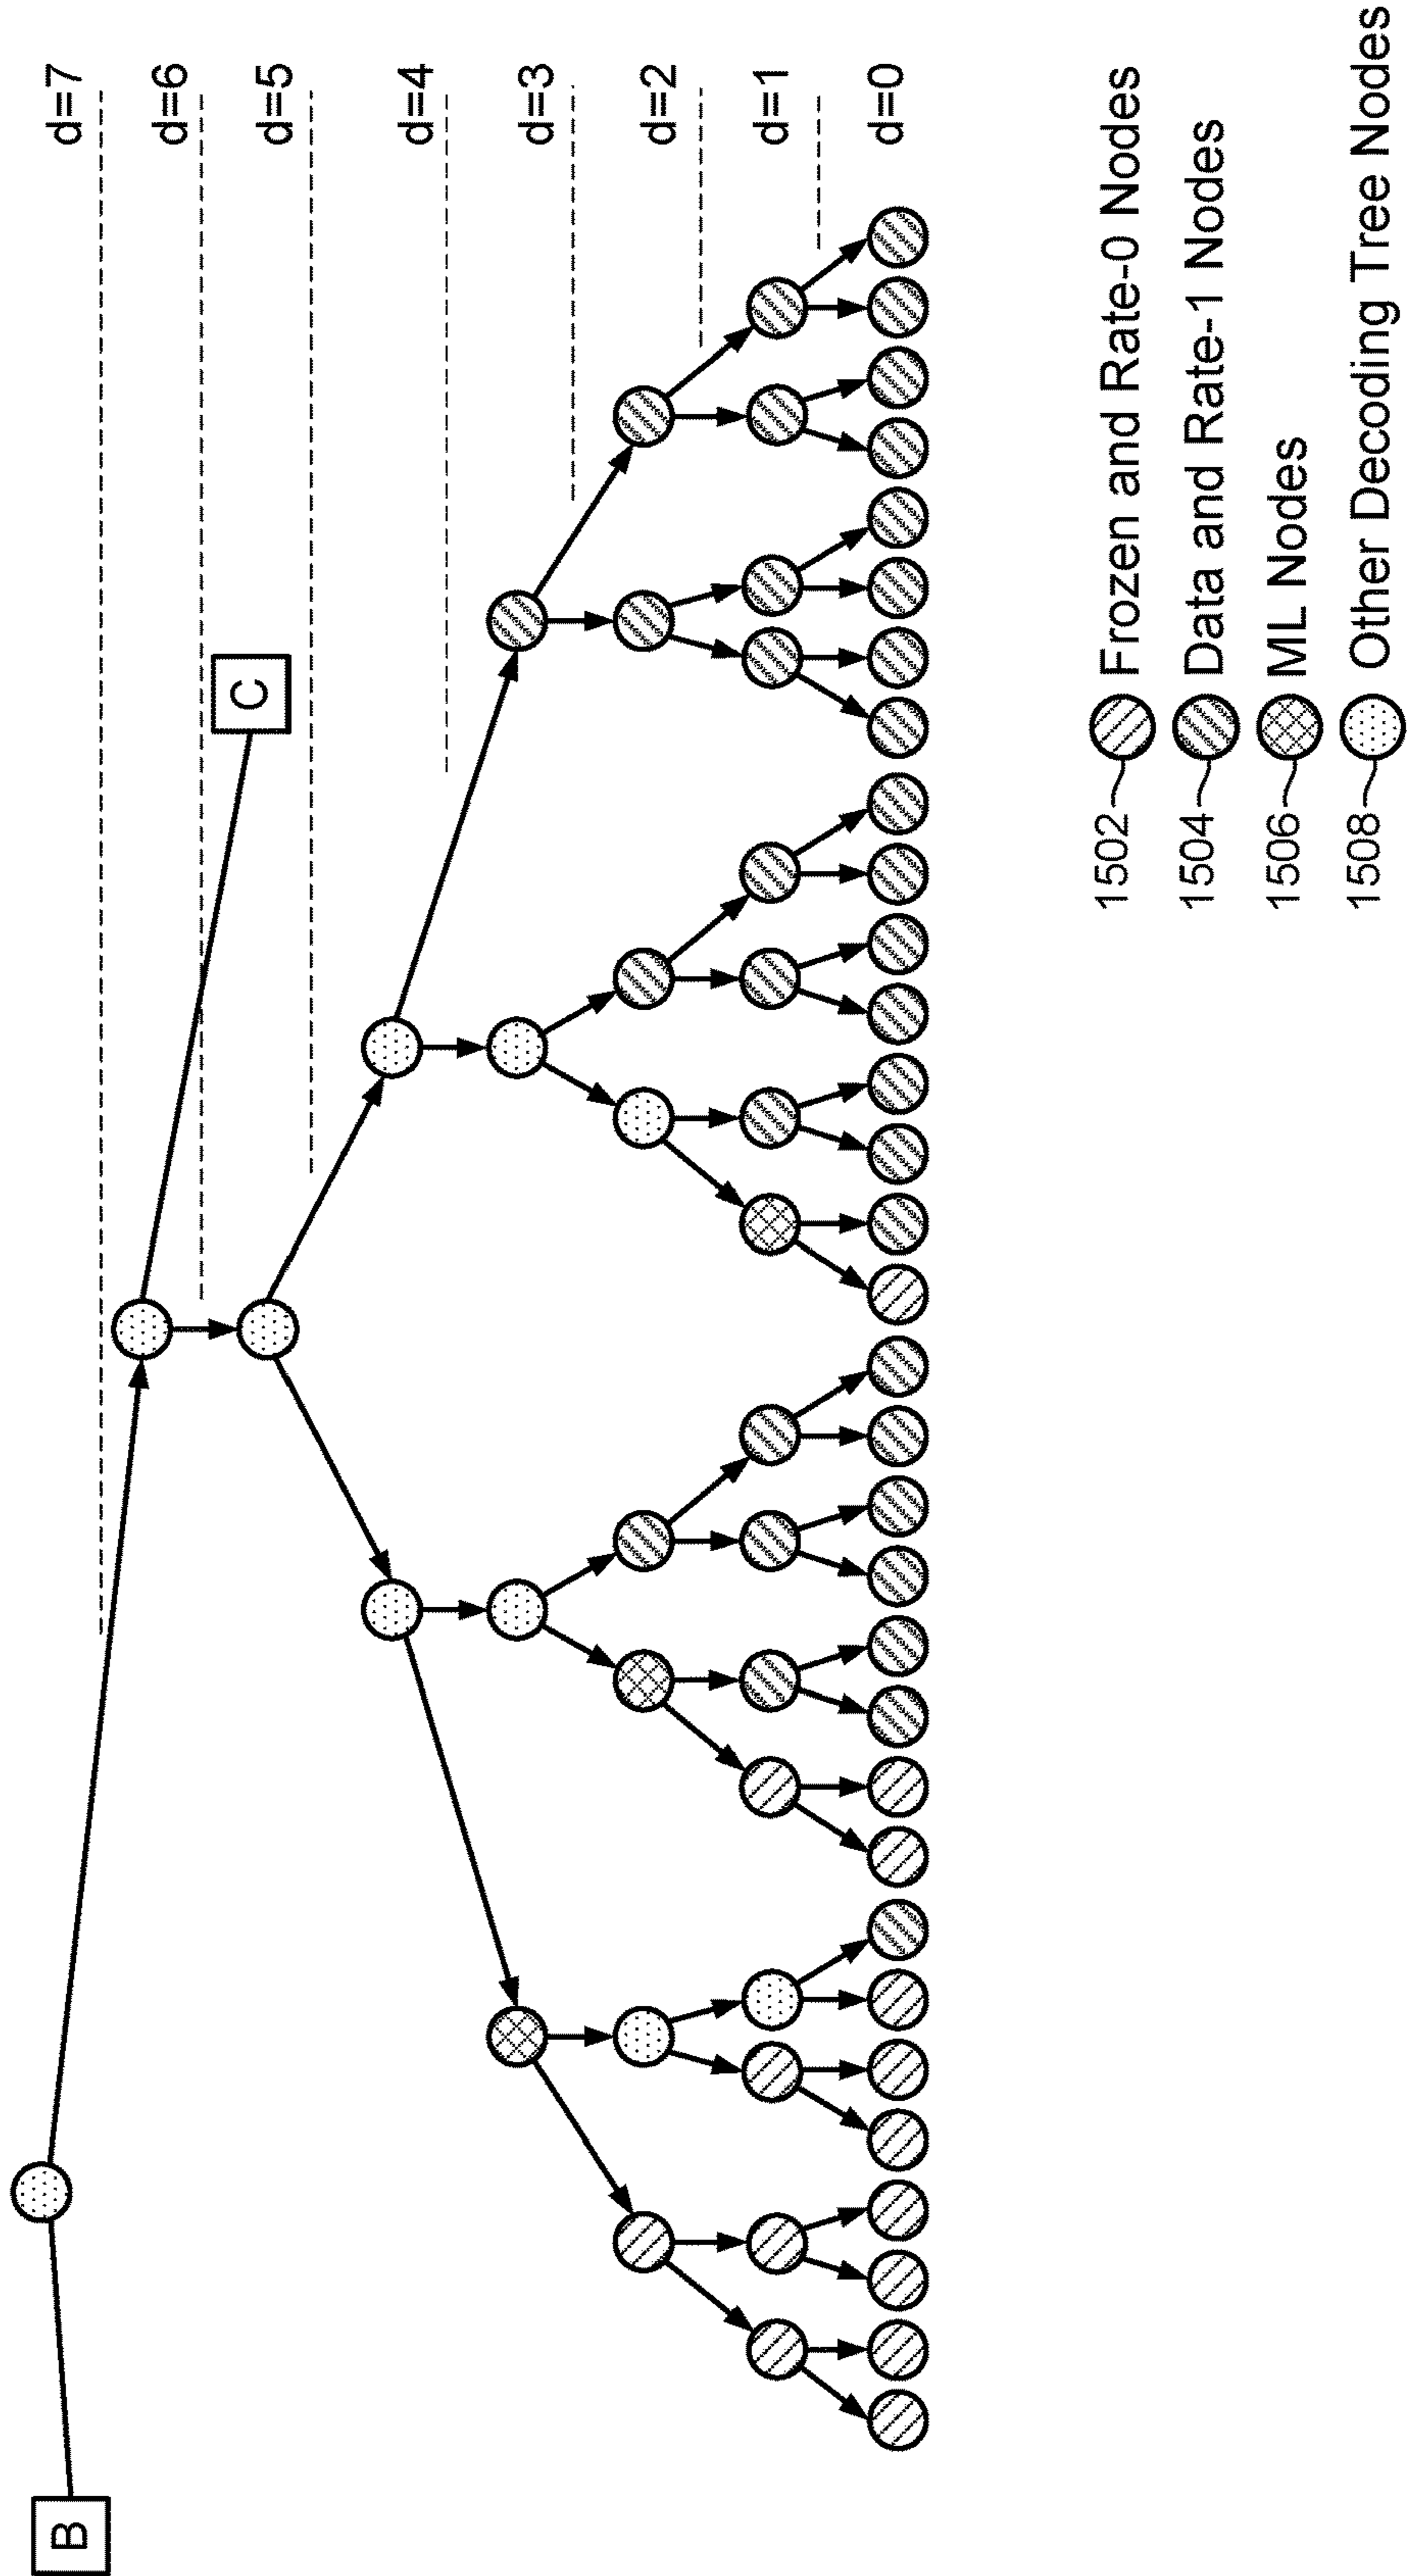 d=7
d=6
d=5
d=4
d=3
d=2
d=1
d=0
B
C
1502 Frozen and Rate-0 Nodes
1504 Data and Rate-1 Nodes
1506 ML Nodes
1508 Other Decoding Tree Nodes